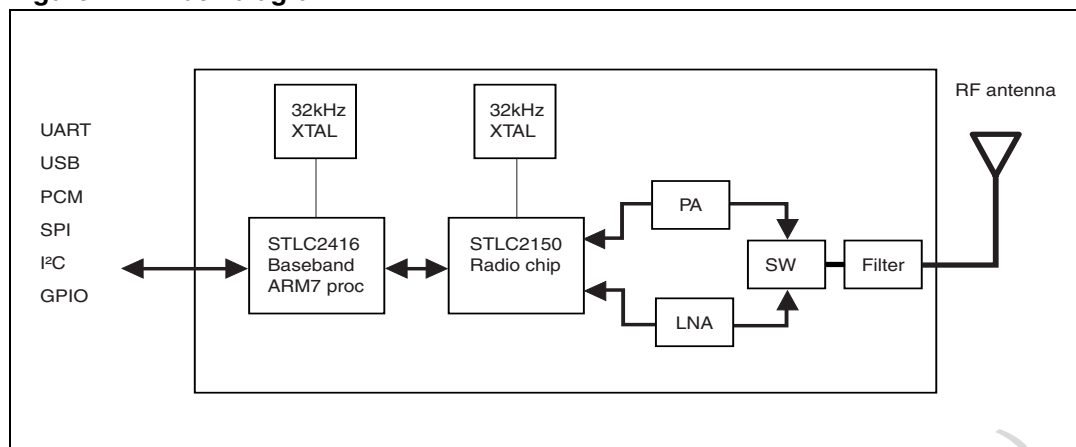 32kHz
XTAL
32kHz
XTAL
RF antenna
UART
USB
PCM
SPI
I²C
GPIO
STLC2416
Baseband
ARM7 proc
STLC2150
Radio chip
PA
LNA
SW
Filter